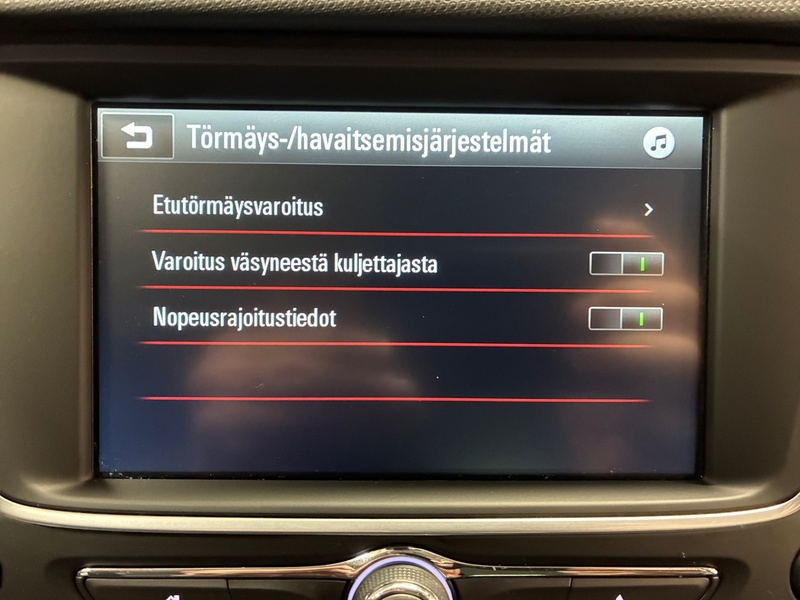 Törmäys-/havaitsemisjärjestelmät
Etutörmäysvaroitus
Varoitus väsyneestä kuljettajasta
Nopeusrajoitustiedot